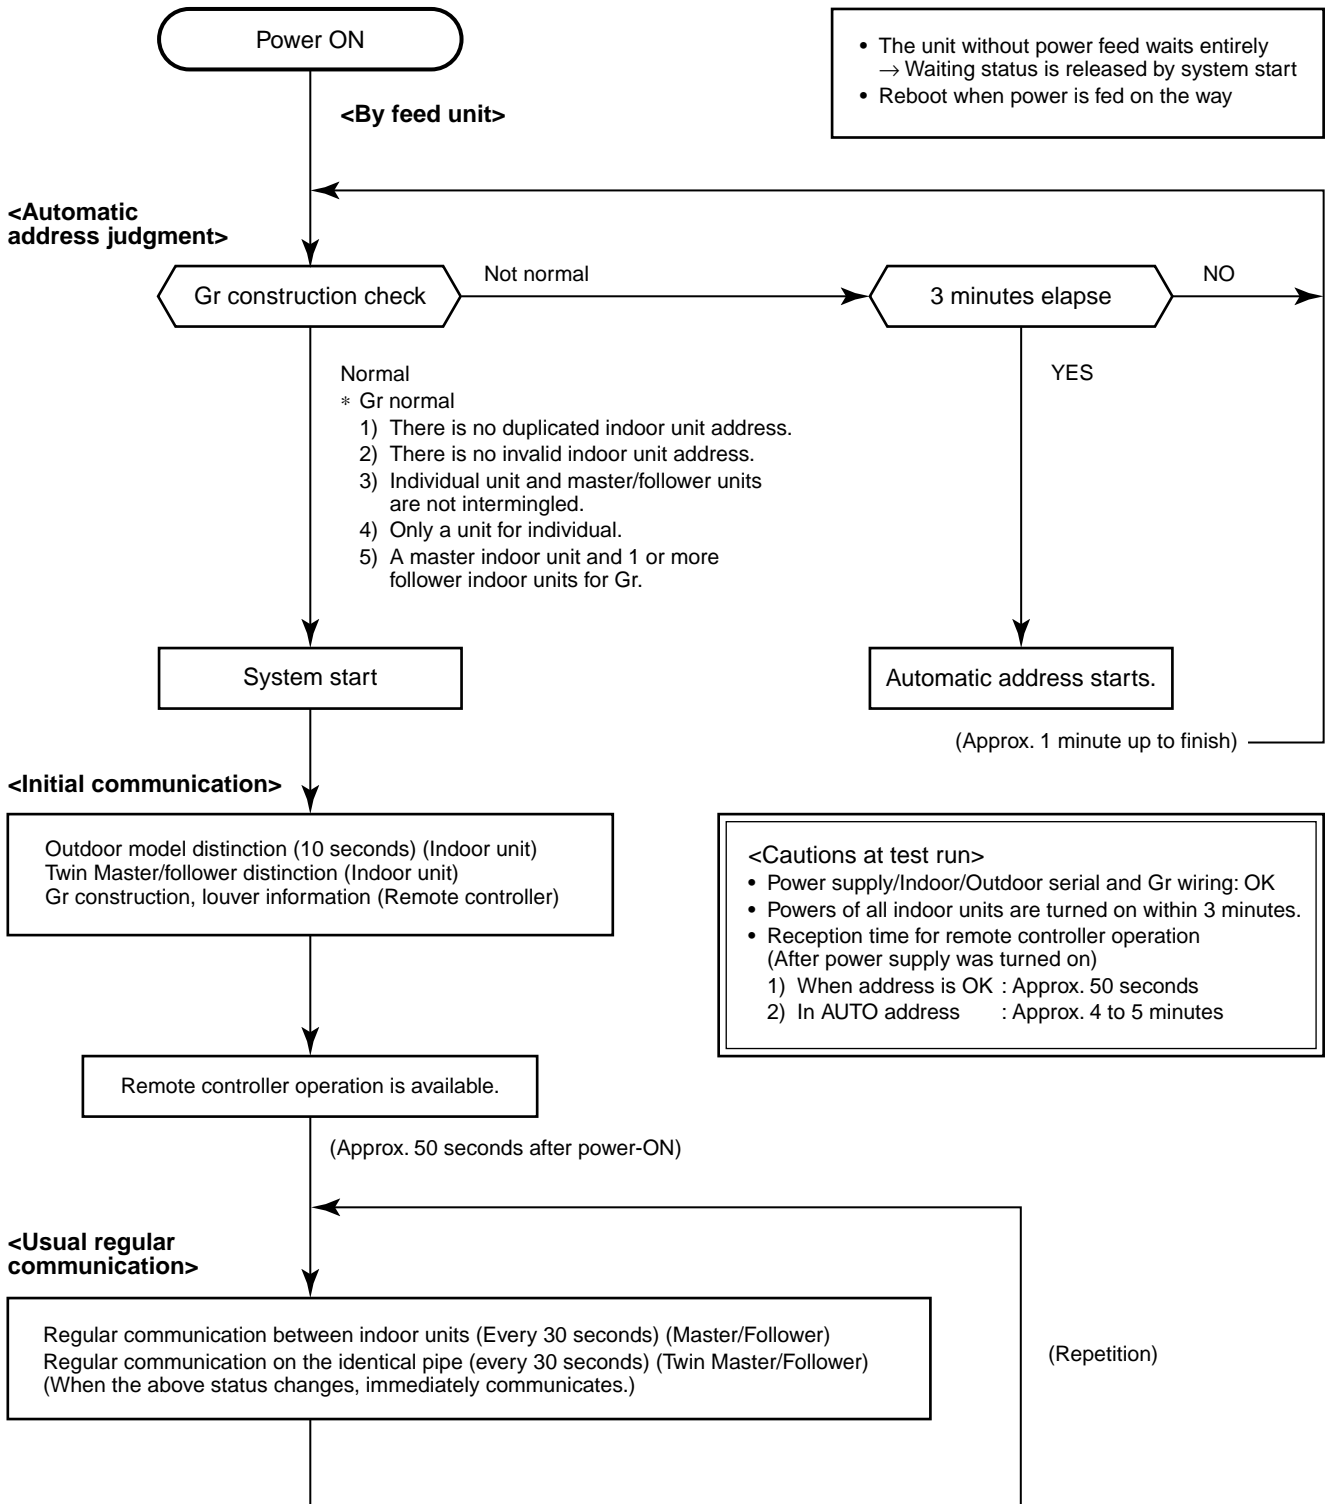 Power ON
• The unit without power feed waits entirely
→ Waiting status is released by system start
• Reboot when power is fed on the way
<By feed unit>
<Automatic
address judgment>
Gr construction check
Not normal
3 minutes elapse
NO
Normal
* Gr normal
1) There is no duplicated indoor unit address.
2) There is no invalid indoor unit address.
3) Individual unit and master/follower units
are not intermingled.
4) Only a unit for individual.
5) A master indoor unit and 1 or more
follower indoor units for Gr.
YES
System start
Automatic address starts.
(Approx. 1 minute up to finish)
<Initial communication>
Outdoor model distinction (10 seconds) (Indoor unit)
Twin Master/follower distinction (Indoor unit)
Gr construction, louver information (Remote controller)
<Cautions at test run>
• Power supply/Indoor/Outdoor serial and Gr wiring: OK
• Powers of all indoor units are turned on within 3 minutes.
• Reception time for remote controller operation
(After power supply was turned on)
1) When address is OK : Approx. 50 seconds
2) In AUTO address : Approx. 4 to 5 minutes
Remote controller operation is available.
(Approx. 50 seconds after power-ON)
<Usual regular
communication>
Regular communication between indoor units (Every 30 seconds) (Master/Follower)
Regular communication on the identical pipe (every 30 seconds) (Twin Master/Follower)
(When the above status changes, immediately communicates.)
(Repetition)